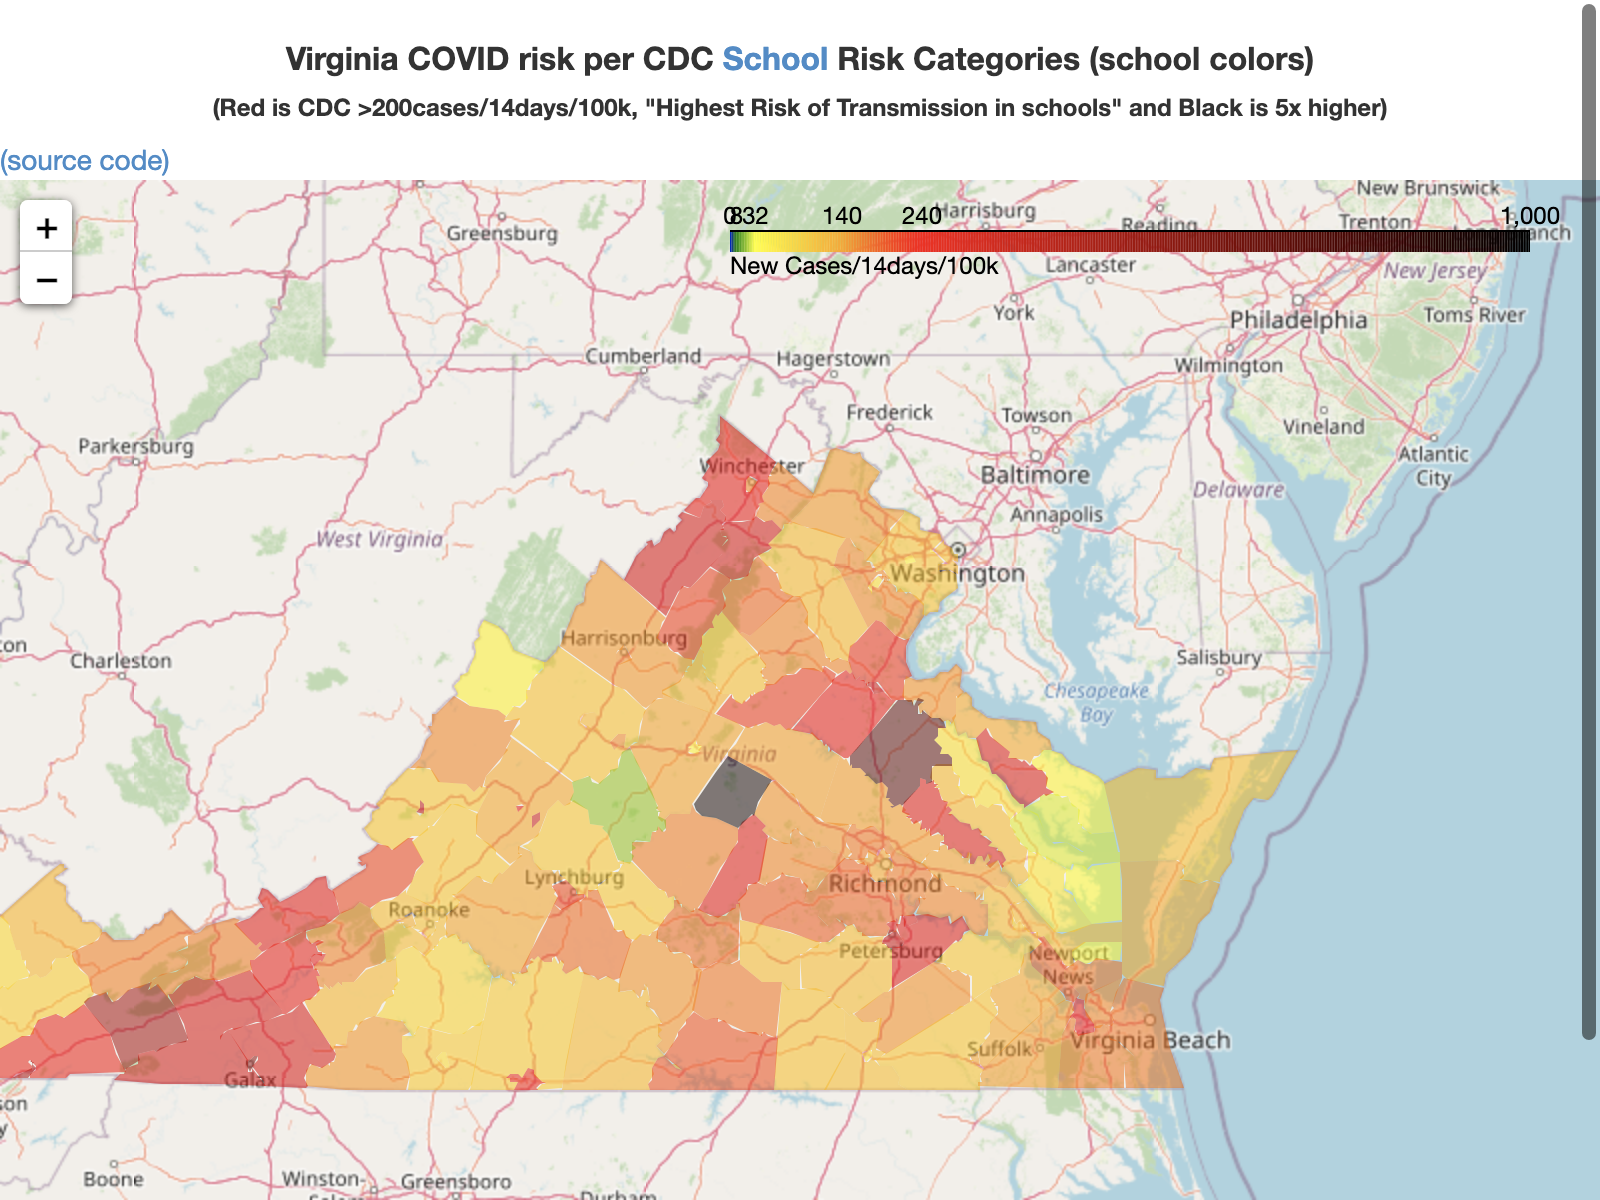 Virginia COVID risk per CDC School Risk Categories (school colors)
(Red is CDC >200cases/14days/100k, "Highest Risk of Transmission in schools" and Black is 5x higher)
(source code)
+
−
0 8 32 140 240 1,000
New Cases/14days/100k
New Brunswick
Harrisburg
Reading
Trenton
Greensburg
Lancaster
New Jersey
York
Philadelphia
Toms River
Cumberland
Hagerstown
Wilmington
Frederick
Towson
Vineland
Parkersburg
Winchester
Baltimore
Atlantic
City
Delaware
Annapolis
West Virginia
Washington
Harrisonburg
Charleston
Salisbury
Chesapeake
Bay
Virginia
Lynchburg
Richmond
Roanoke
Petersburg
Newport
News
Virginia Beach
Suffolk
Galax
Boone
Winston-
Greensboro
Durham